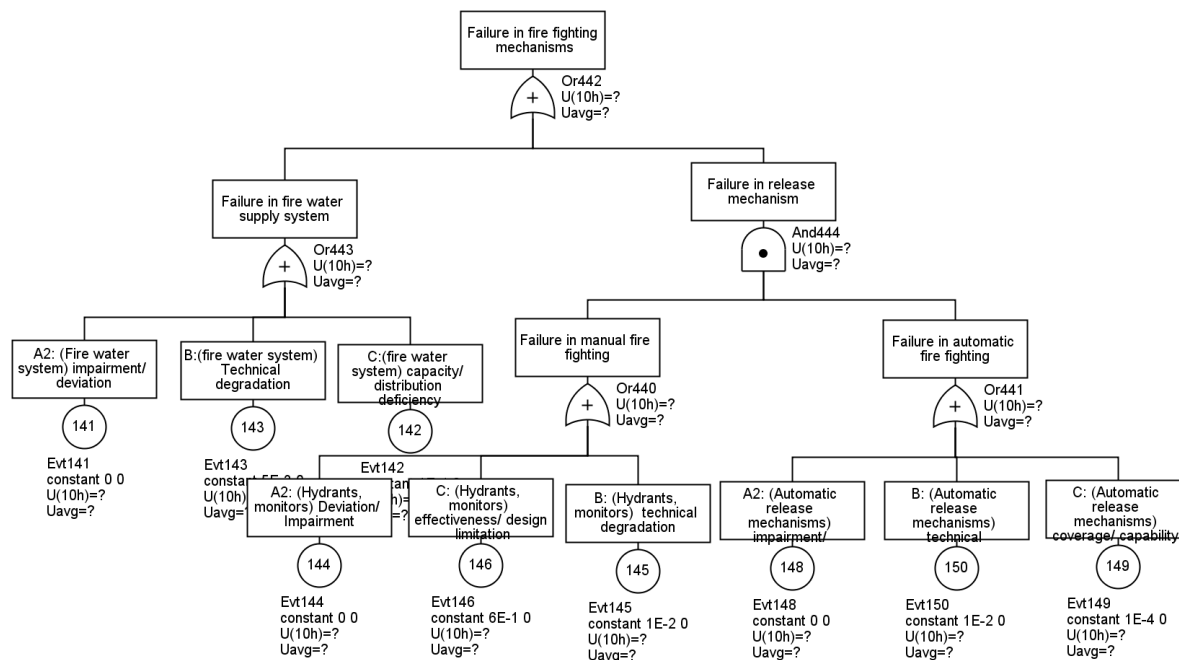 Failure in fire fighting
mechanisms
Or442
U(10h)=?
Uavg=?
Failure in fire water
supply system
Or443
U(10h)=?
Uavg=?
Failure in release
mechanism
And444
U(10h)=?
Uavg=?
A2: (Fire water
system) impairment/
deviation
141
Evt141
constant 0 0
U(10h)=?
Uavg=?
B:(fire water system)
Technical
degradation
143
Evt143
constant
U(10h)
Uavg=?
C:(fire water
system) capacity/
distribution
deficiency
142
Evt142
Failure in manual fire
fighting
Or440
U(10h)=?
Uavg=?
Failure in automatic
fire fighting
Or441
U(10h)=?
Uavg=?
A2: (Hydrants,
monitors) Deviation/
Impairment
144
Evt144
constant 0 0
U(10h)=?
Uavg=?
C: (Hydrants,
monitors)
effectiveness/ design
limitation
146
Evt146
constant 6E-1 0
U(10h)=?
Uavg=?
B: (Hydrants,
monitors) technical
degradation
145
Evt145
constant 1E-2 0
U(10h)=?
Uavg=?
A2: (Automatic
release mechanisms)
impairment/
148
Evt148
constant 0 0
U(10h)=?
Uavg=?
B: (Automatic
release
mechanisms)
technical
150
Evt150
constant 1E-2 0
U(10h)=?
Uavg=?
C: (Automatic
release
mechanisms)
coverage/ capability
149
Evt149
constant 1E-4 0
U(10h)=?
Uavg=?